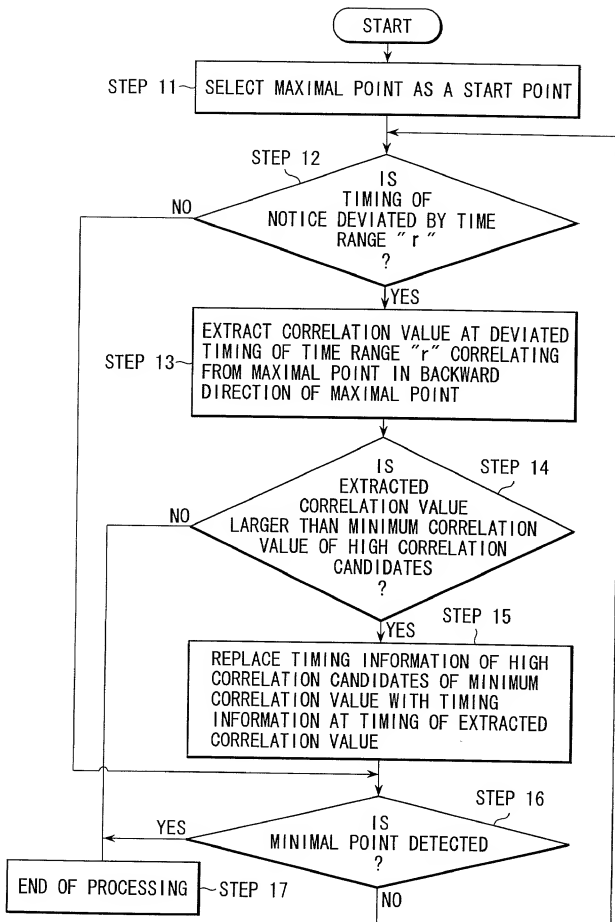 START
STEP 11
SELECT MAXIMAL POINT AS A START POINT
STEP 12
IS
TIMING OF
NOTICE DEVIATED BY TIME
RANGE "r"
?
NO
YES
STEP 13
EXTRACT CORRELATION VALUE AT DEVIATED
TIMING OF TIME RANGE "r" CORRELATING
FROM MAXIMAL POINT IN BACKWARD
DIRECTION OF MAXIMAL POINT
STEP 14
IS
EXTRACTED
CORRELATION VALUE
LARGER THAN MINIMUM CORRELATION
VALUE OF HIGH CORRELATION
CANDIDATES
?
NO
YES
STEP 15
REPLACE TIMING INFORMATION OF HIGH
CORRELATION CANDIDATES OF MINIMUM
CORRELATION VALUE WITH TIMING
INFORMATION AT TIMING OF EXTRACTED
CORRELATION VALUE
STEP 16
IS
MINIMAL POINT DETECTED
?
YES
NO
END OF PROCESSING
STEP 17